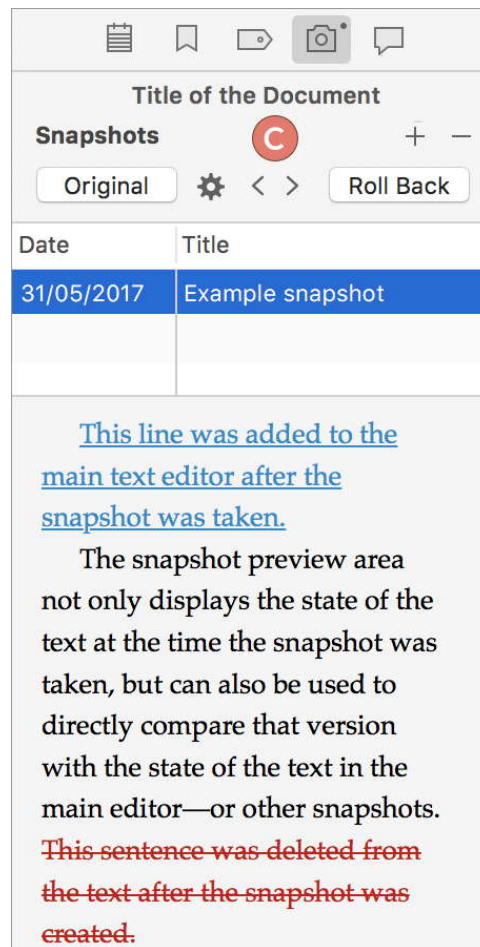 Title of the Document
Snapshots
C
Original
Roll Back
Date Title
31/05/2017 Example snapshot
This line was added to the
main text editor after the
snapshot was taken.
The snapshot preview area
not only displays the state of the
text at the time the snapshot was
taken, but can also be used to
directly compare that version
with the state of the text in the
main editor—or other snapshots.
This sentence was deleted from
the text after the snapshot was
created.